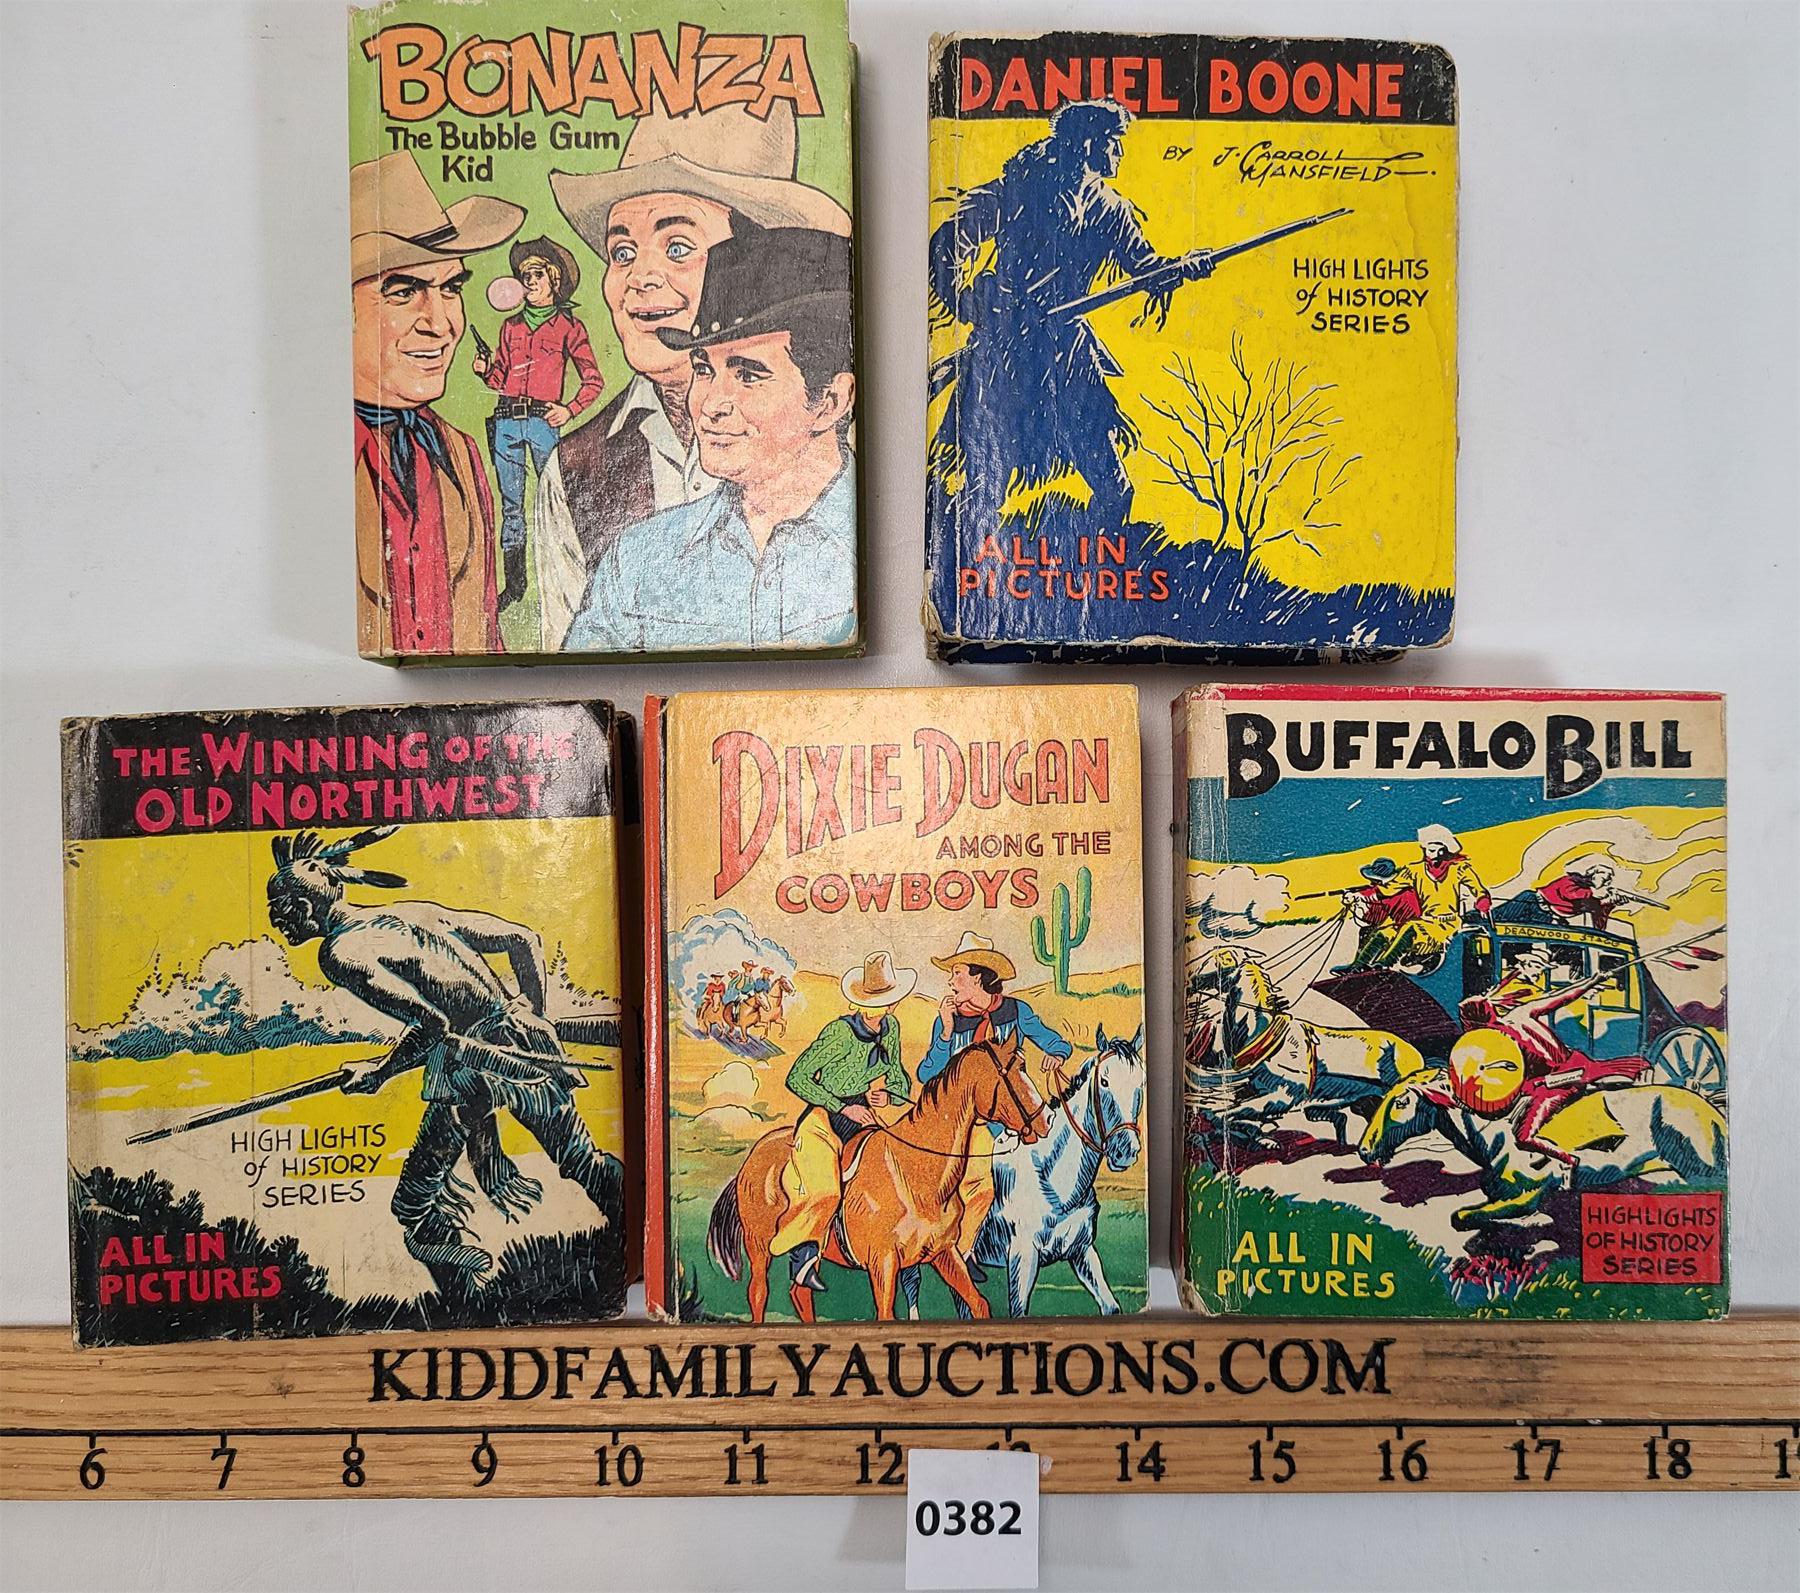 BONANZA
The Bubble Gum
Kid
DANIEL BOONE
BY J. CARROLL
MANSFIELD
HIGH LIGHTS
of HISTORY
SERIES
ALL IN
PICTURES
THE WINNING OF THE
OLD NORTHWEST
HIGH LIGHTS
of HISTORY
SERIES
ALL IN
PICTURES
DIXIE DUGAN
AMONG THE
COWBOYS
BUFFALO BILL
DEADWOOD STAGE
ALL IN
PICTURES
HIGHLIGHTS
OF HISTORY
SERIES
KIDDFAMILYAUCTIONS.COM
6 7 8 9 10 11 12 13 14 15 16 17 18 19
0382